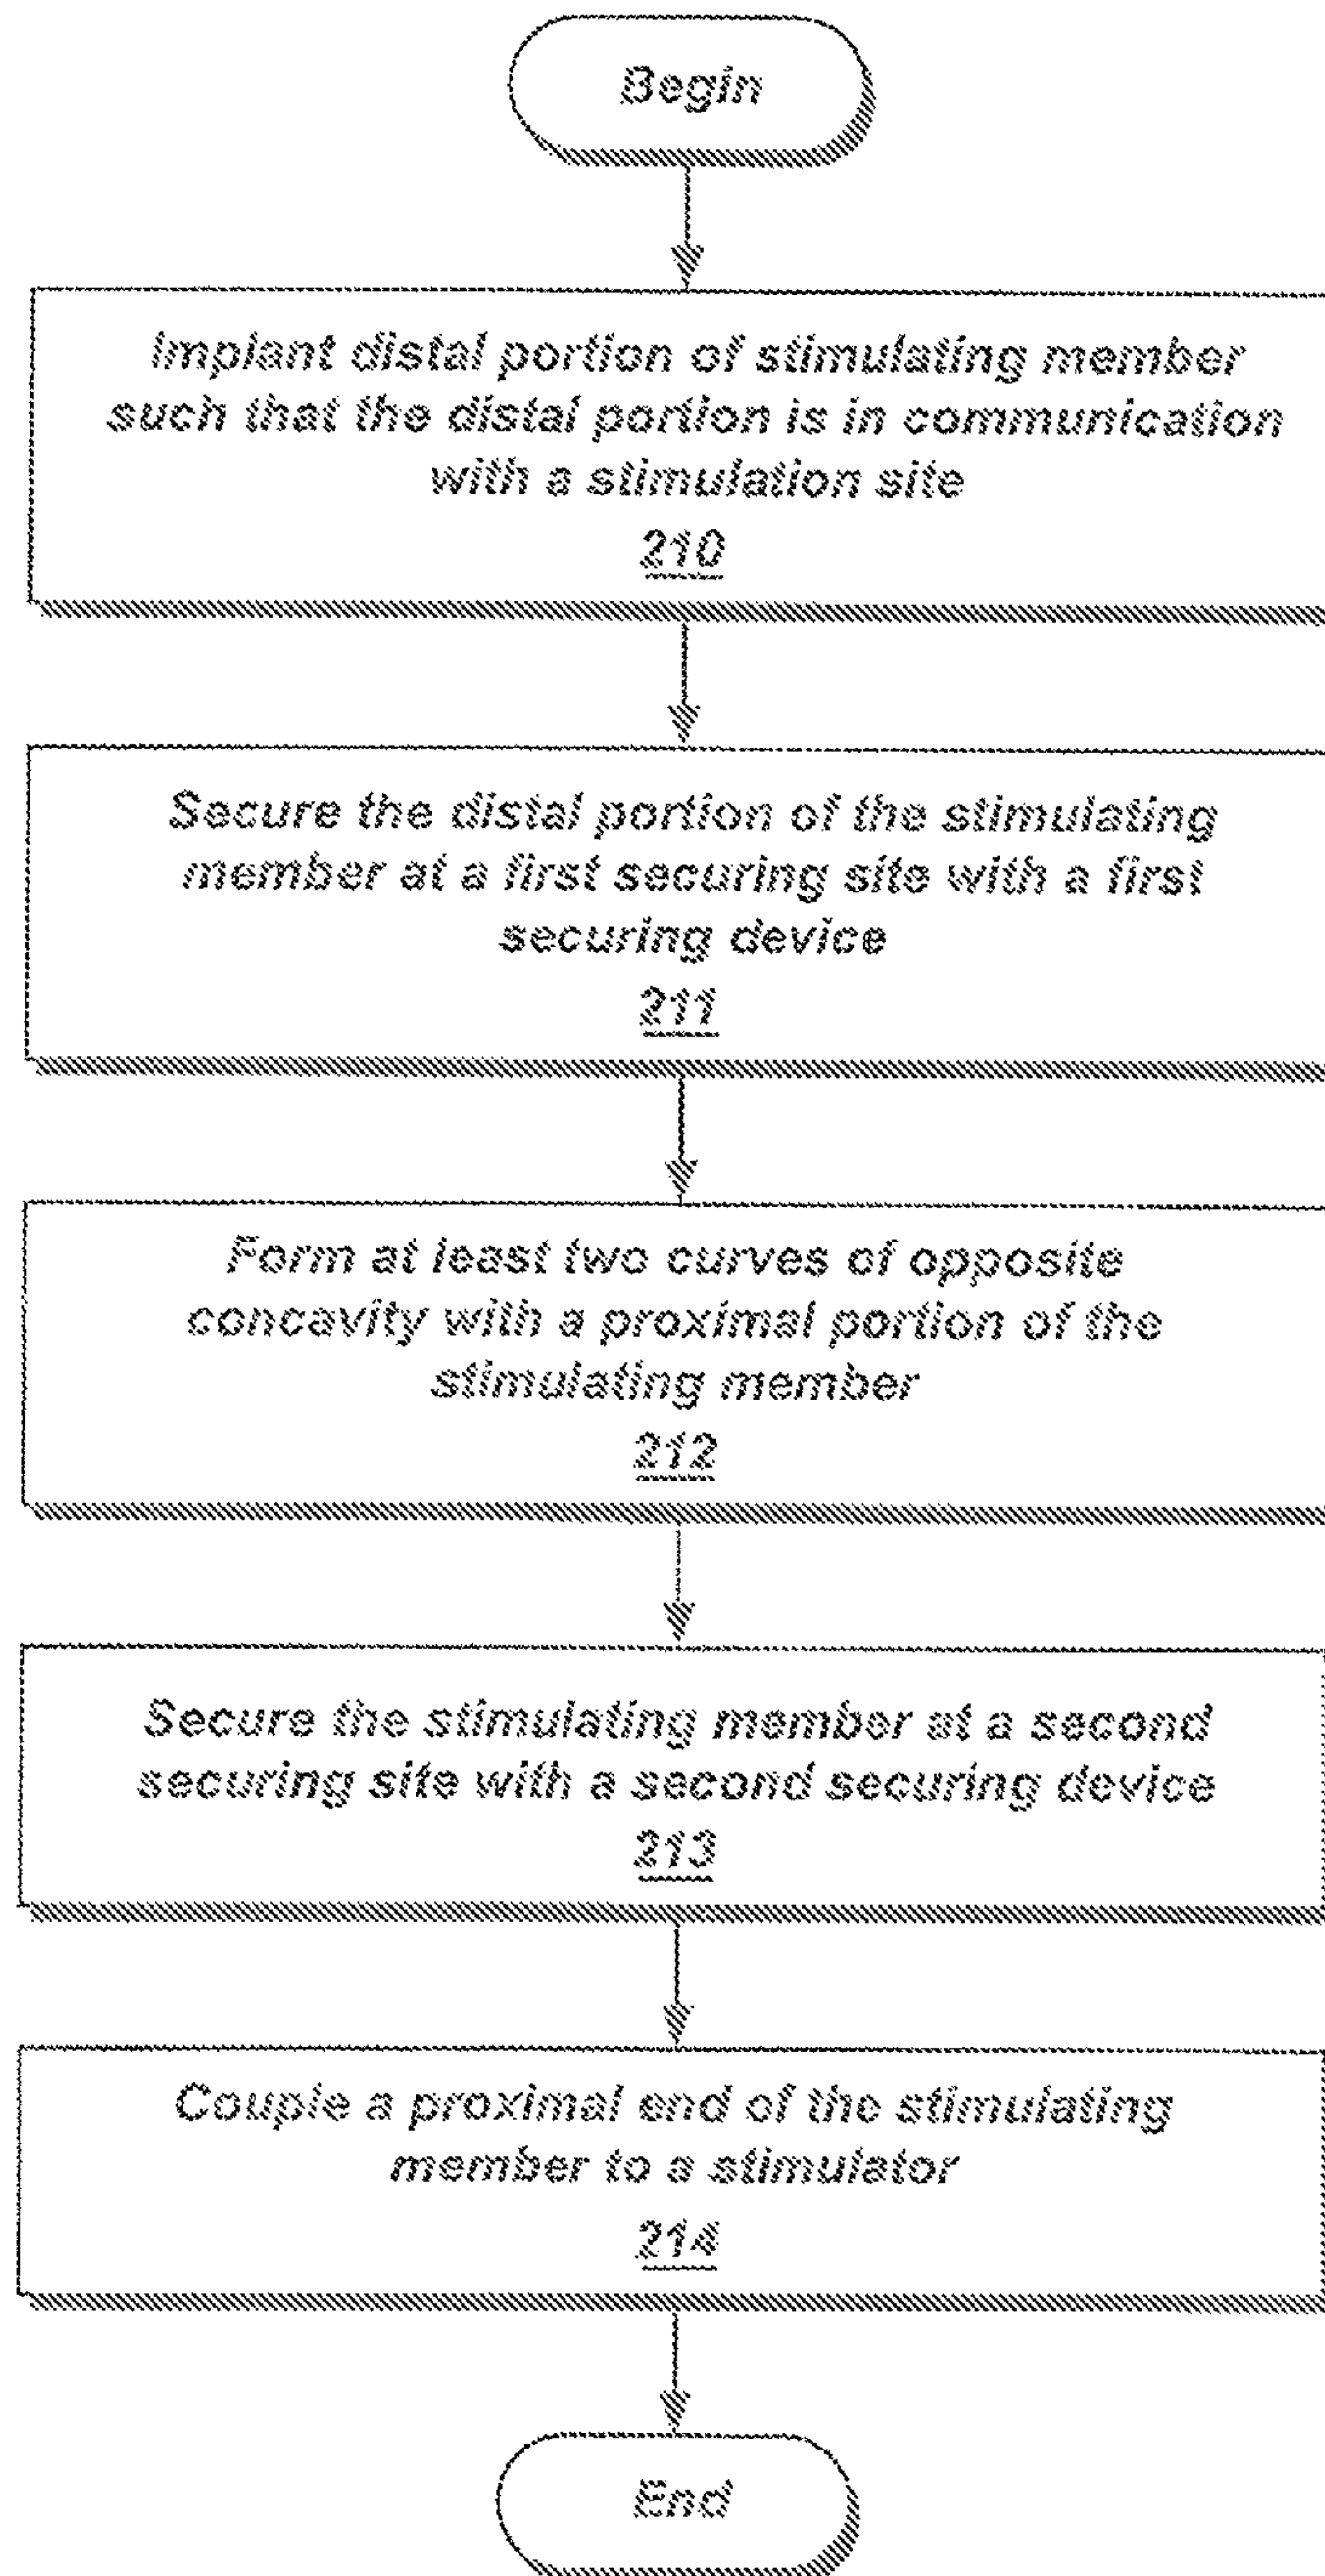 Begin
Implant distal portion of stimulating member
such that the distal portion is in communication
with a stimulation site
210
Secure the distal portion of the stimulating
member at a first securing site with a first
securing device
211
Form at least two curves of opposite
concavity with a proximal portion of the
stimulating member
212
Secure the stimulating member at a second
securing site with a second securing device
213
Couple a proximal end of the stimulating
member to a stimulator
214
End